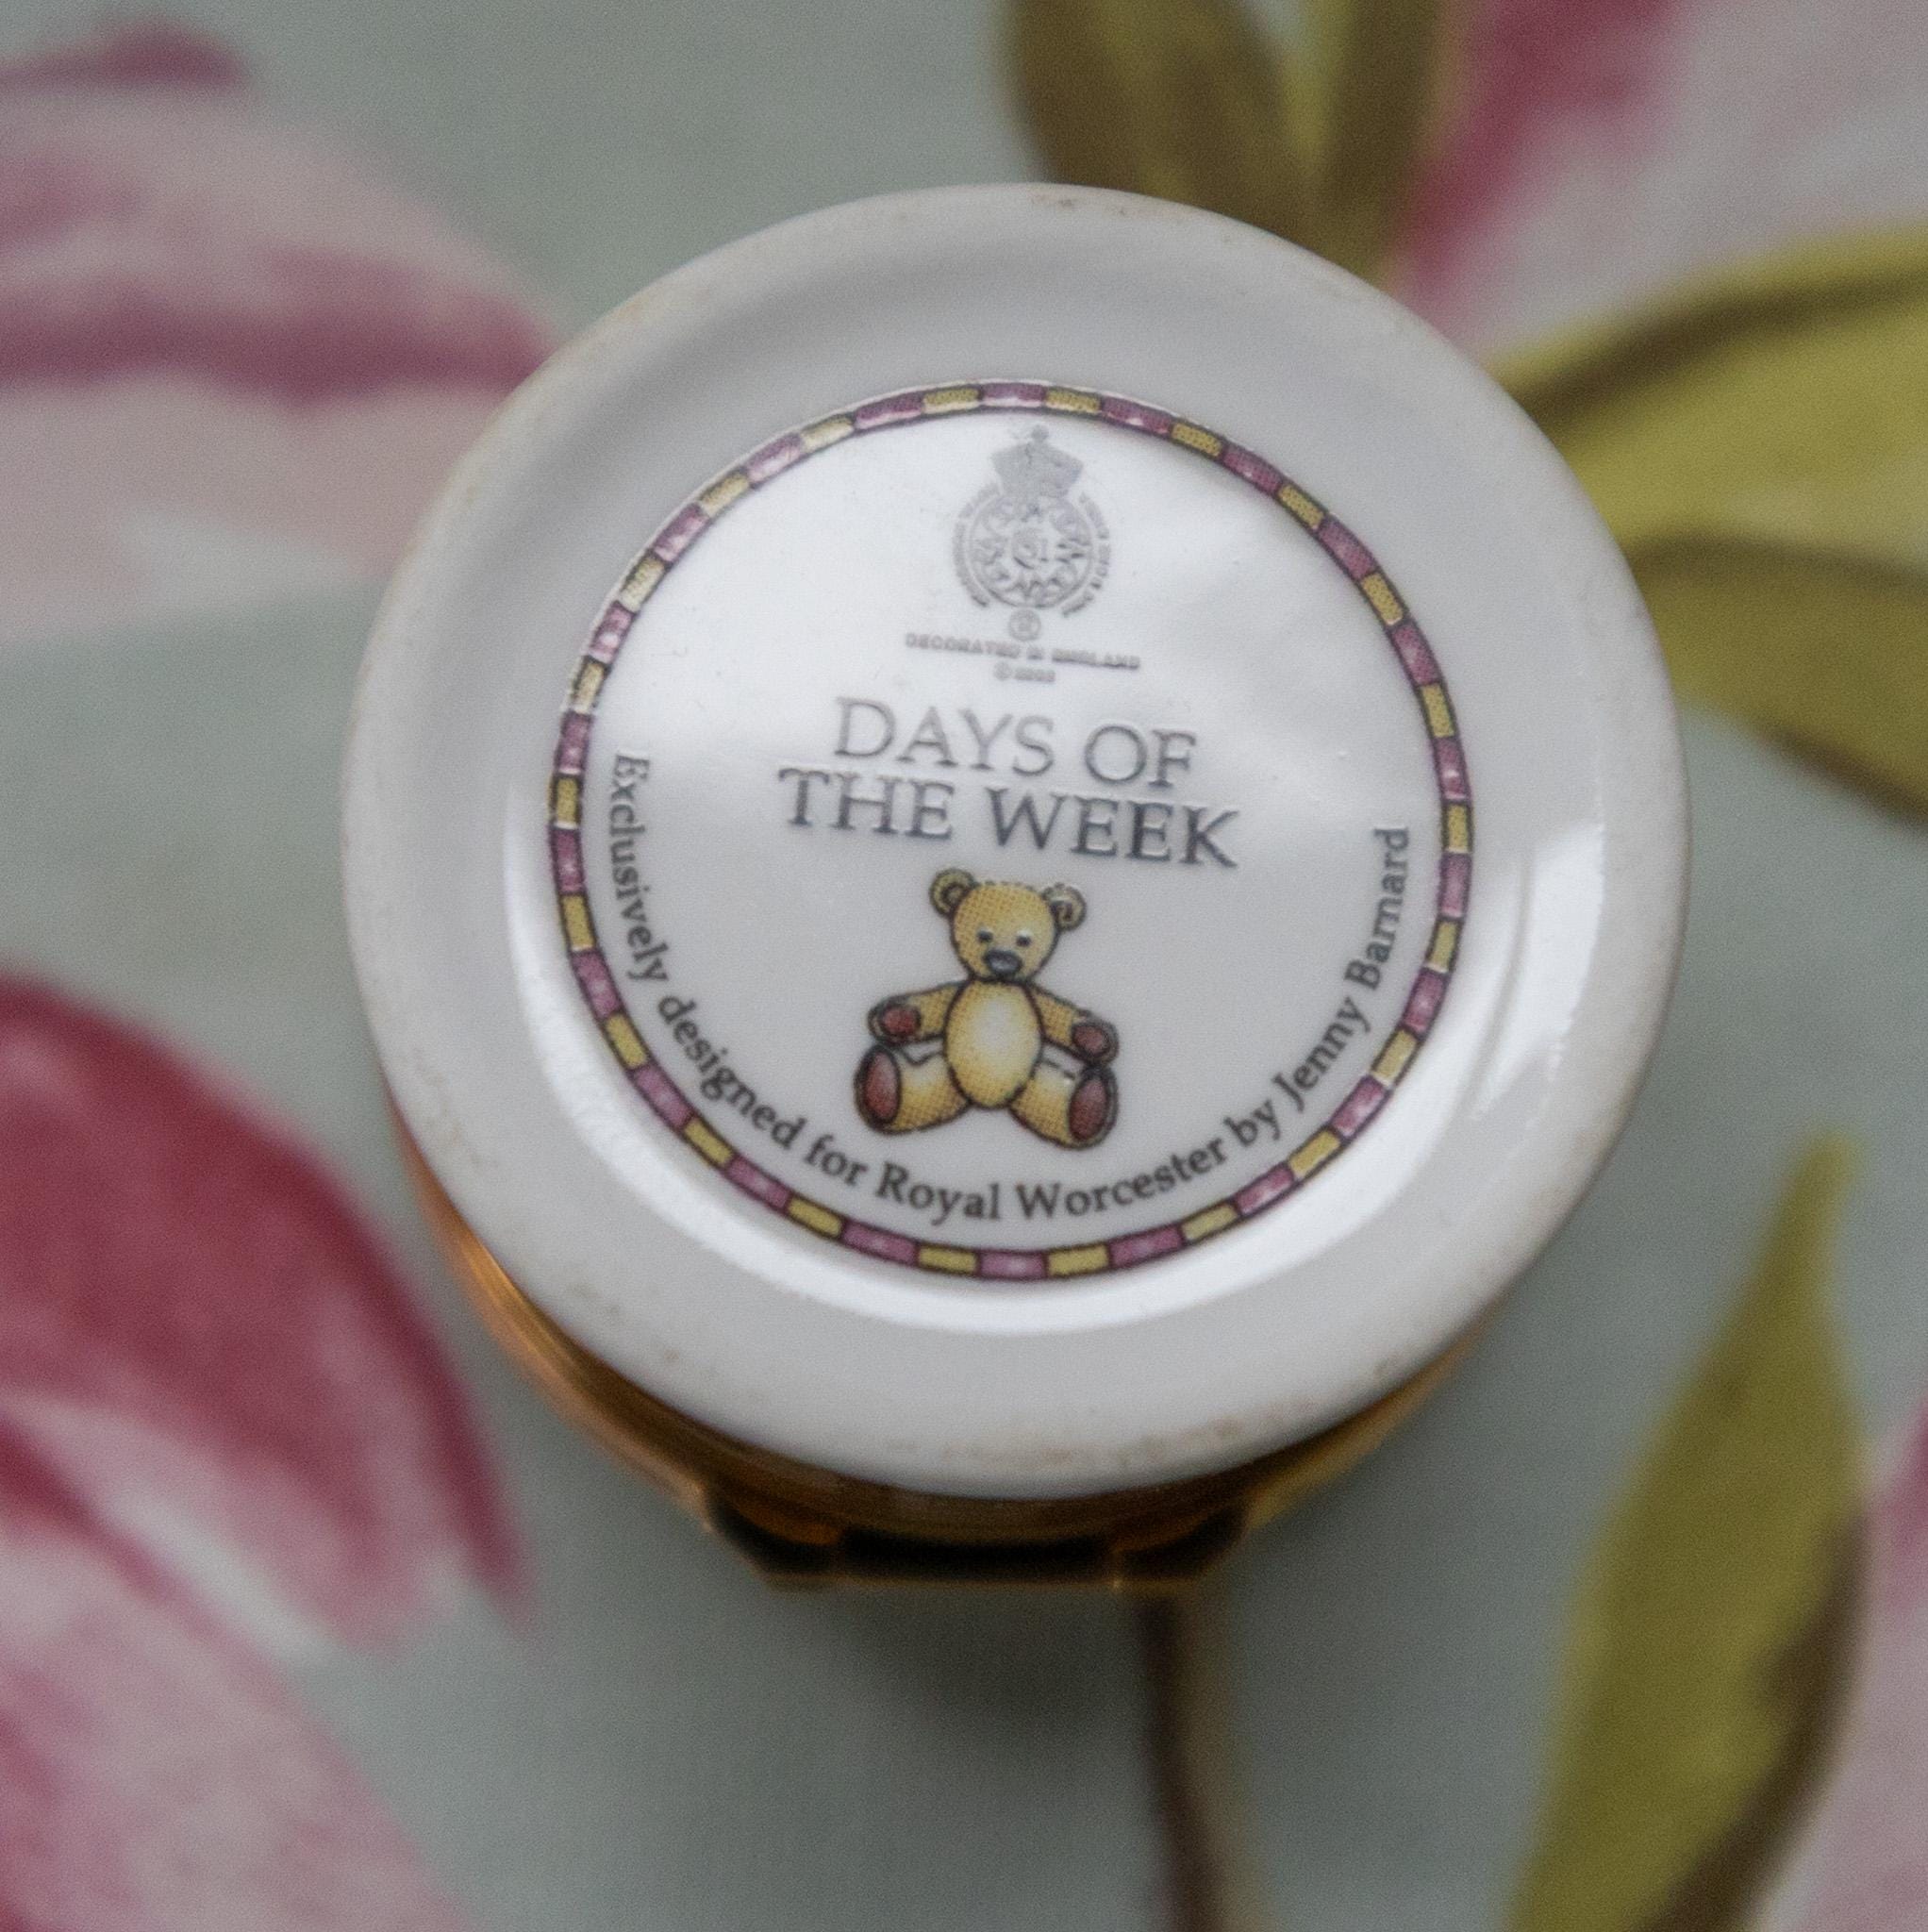 DECORATED IN ENGLAND
DAYS OF
THE WEEK
Exclusively designed for Royal Worcester by Jenny Barnard